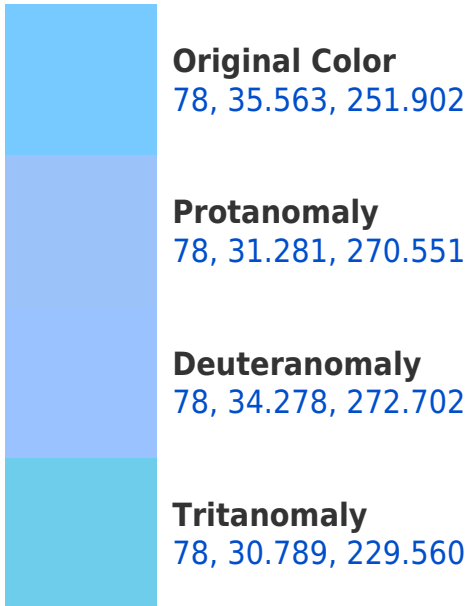 Original Color
78, 35.563, 251.902
Protanomaly
78, 31.281, 270.551
Deuteranomaly
78, 34.278, 272.702
Tritanomaly
78, 30.789, 229.560